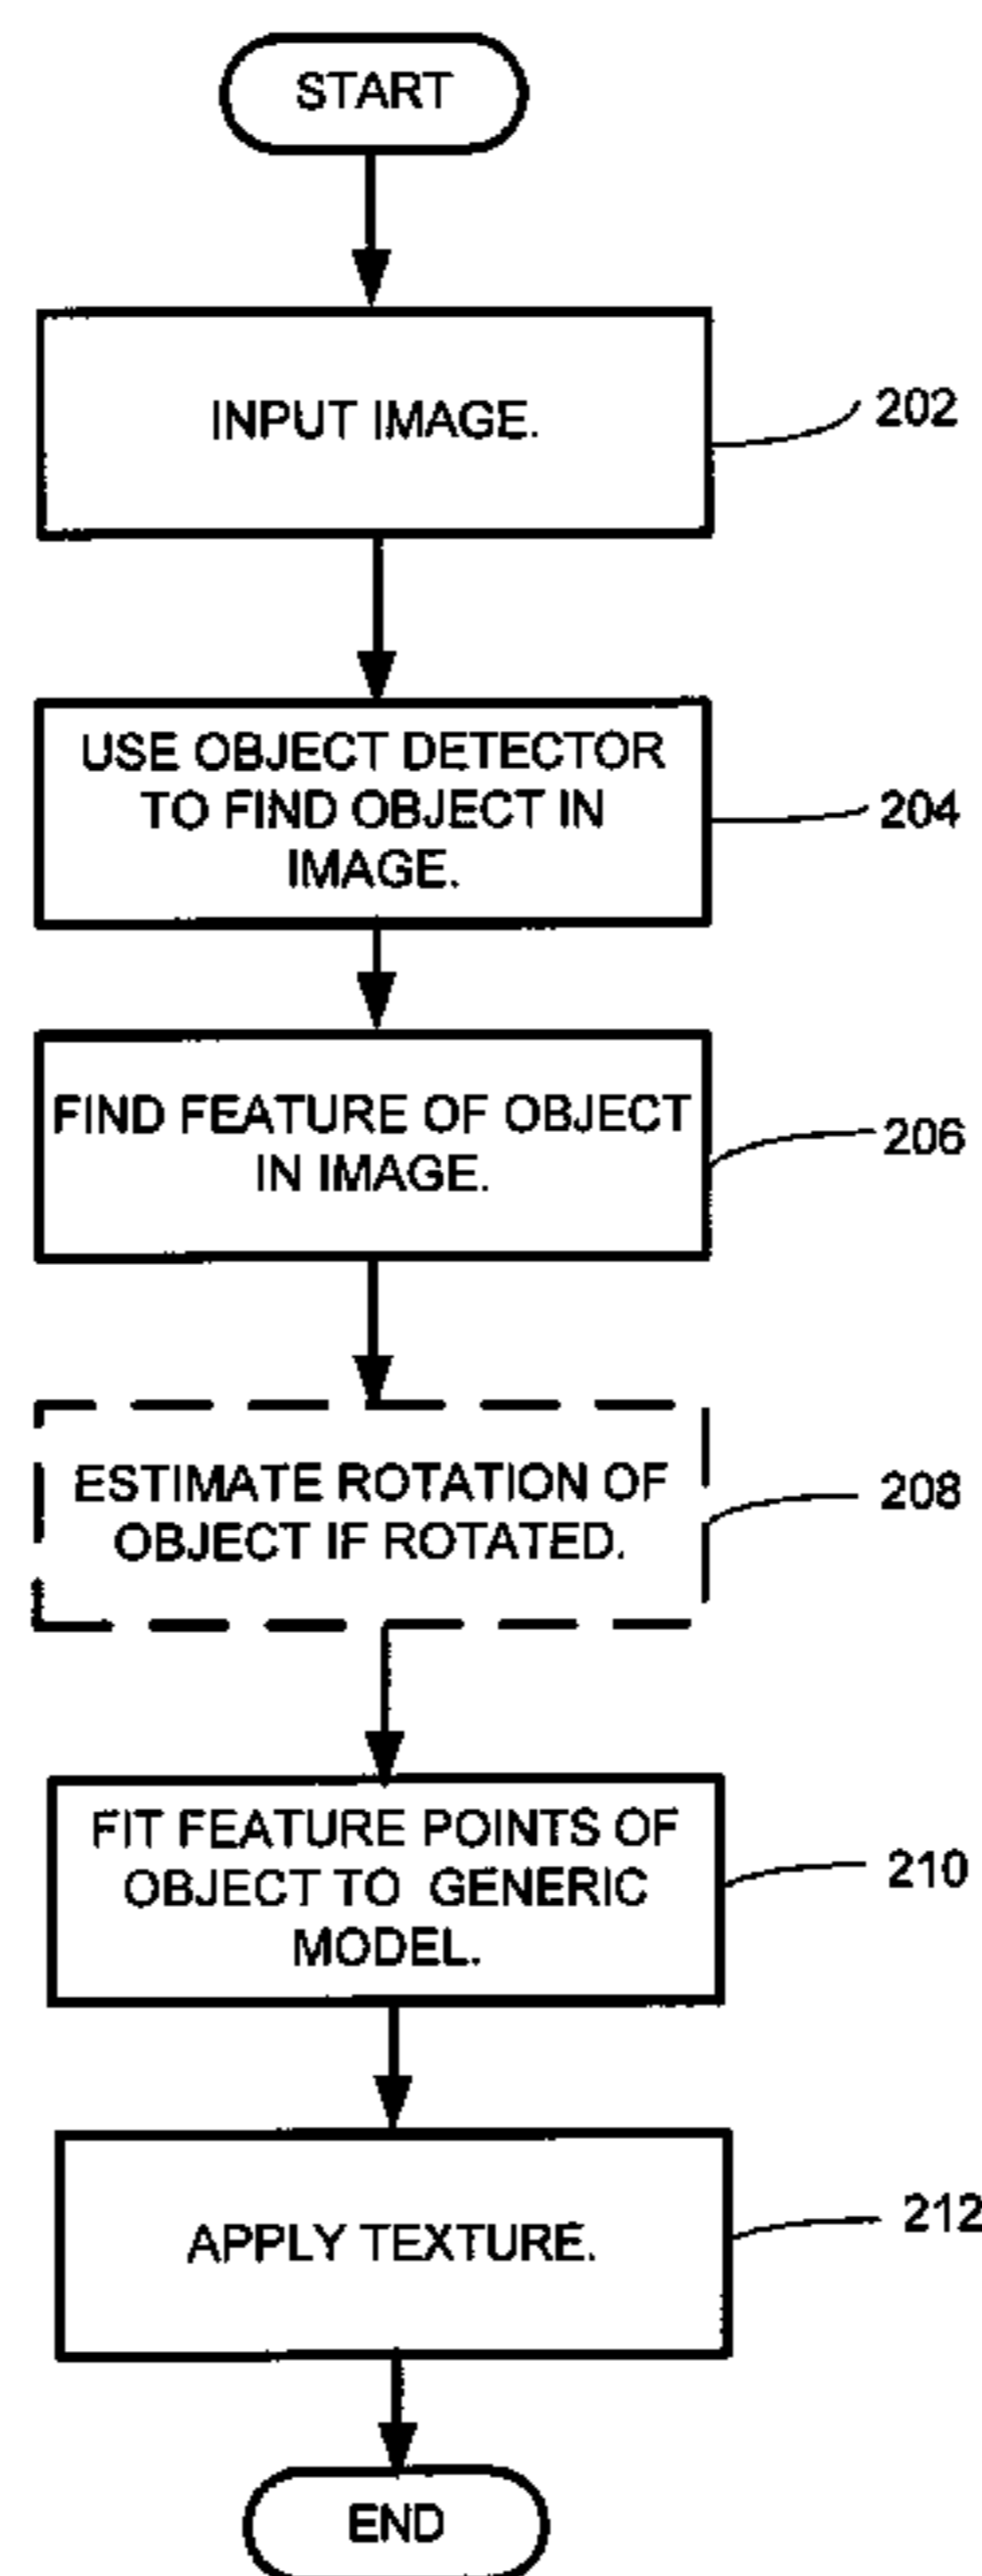 START
INPUT IMAGE.
202
USE OBJECT DETECTOR
TO FIND OBJECT IN
IMAGE.
204
FIND FEATURE OF OBJECT
IN IMAGE.
206
ESTIMATE ROTATION OF
OBJECT IF ROTATED.
208
FIT FEATURE POINTS OF
OBJECT TO GENERIC
MODEL.
210
APPLY TEXTURE.
212
END